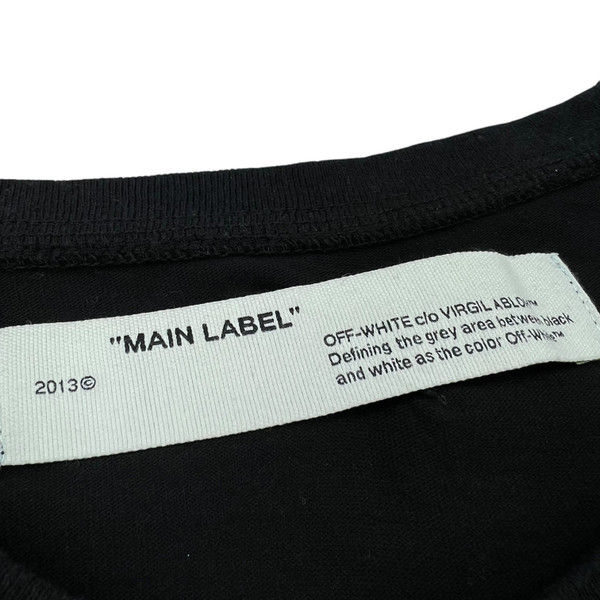 "MAIN LABEL"
2013©
OFF-WHITE c/o VIRGIL ABLOH™
Defining the grey area between black
and white as the color Off-White™